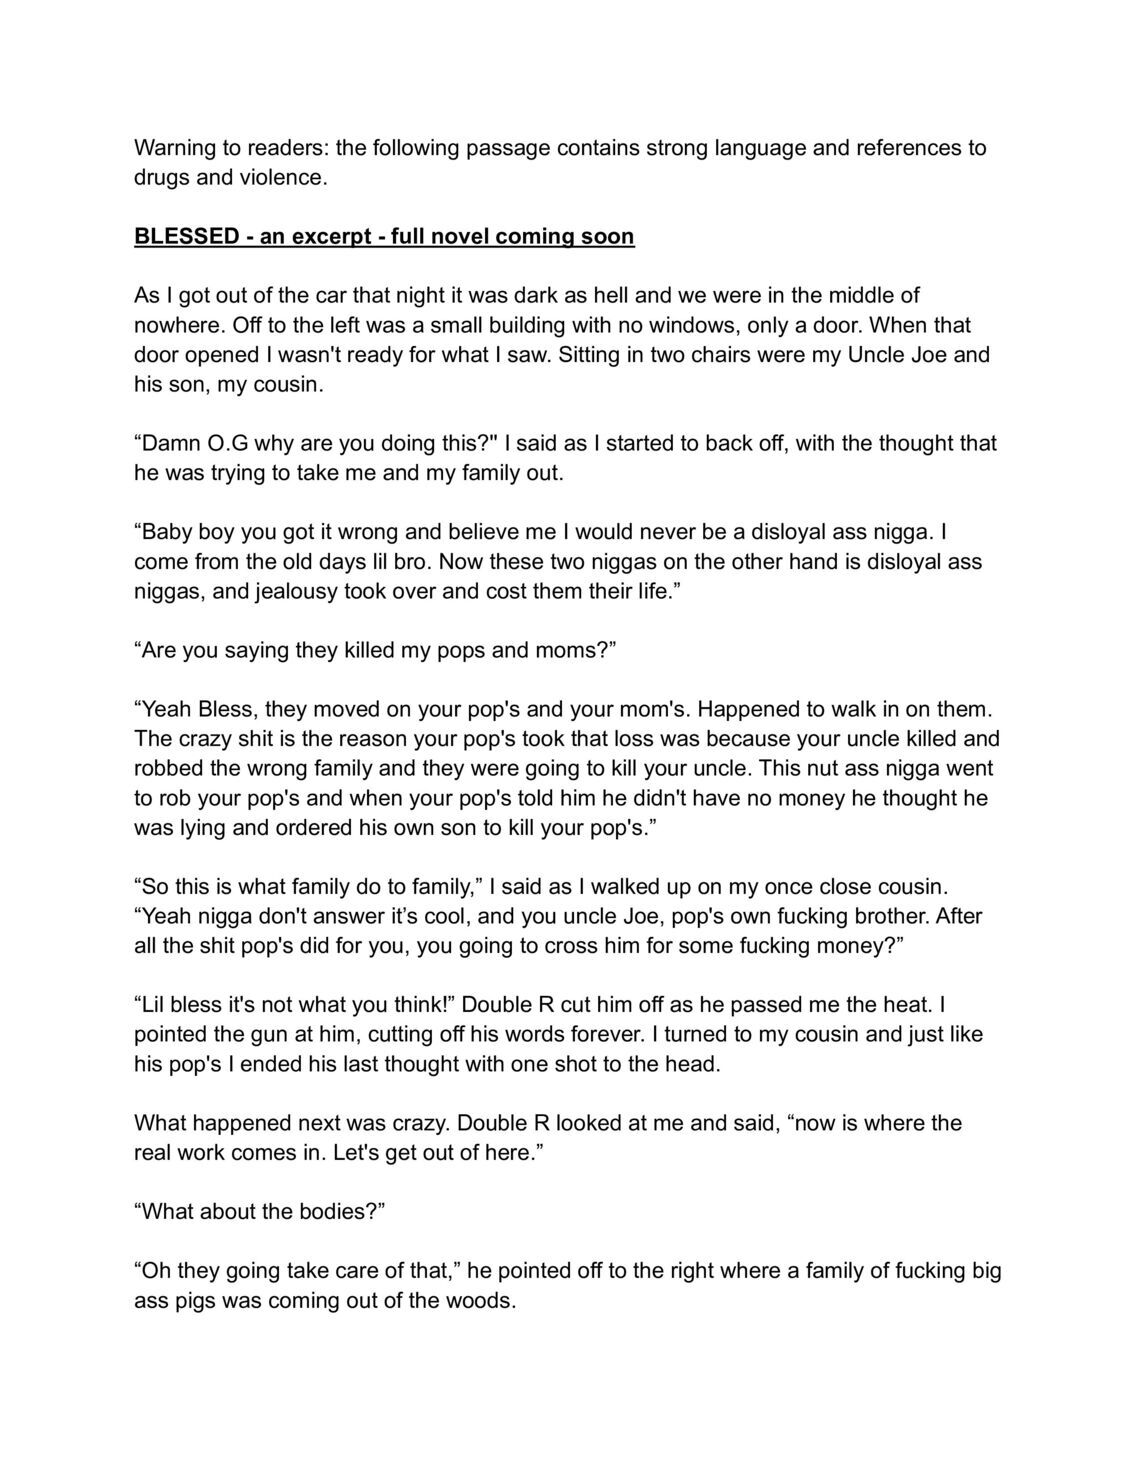 Warning to readers: the following passage contains strong language and references to
drugs and violence.
BLESSED - an excerpt - full novel coming soon
As I got out of the car that night it was dark as hell and we were in the middle of
nowhere. Off to the left was a small building with no windows, only a door. When that
door opened I wasn't ready for what I saw. Sitting in two chairs were my Uncle Joe and
his son, my cousin.
“Damn O.G why are you doing this?" I said as I started to back off, with the thought that
he was trying to take me and my family out.
“Baby boy you got it wrong and believe me I would never be a disloyal ass nigga. I
come from the old days lil bro. Now these two niggas on the other hand is disloyal ass
niggas, and jealousy took over and cost them their life.”
“Are you saying they killed my pops and moms?”
“Yeah Bless, they moved on your pop's and your mom's. Happened to walk in on them.
The crazy shit is the reason your pop's took that loss was because your uncle killed and
robbed the wrong family and they were going to kill your uncle. This nut ass nigga went
to rob your pop's and when your pop's told him he didn't have no money he thought he
was lying and ordered his own son to kill your pop's.”
“So this is what family do to family,” I said as I walked up on my once close cousin.
“Yeah nigga don't answer it’s cool, and you uncle Joe, pop's own fucking brother. After
all the shit pop's did for you, you going to cross him for some fucking money?”
“Lil bless it's not what you think!” Double R cut him off as he passed me the heat. I
pointed the gun at him, cutting off his words forever. I turned to my cousin and just like
his pop's I ended his last thought with one shot to the head.
What happened next was crazy. Double R looked at me and said, “now is where the
real work comes in. Let's get out of here.”
“What about the bodies?”
“Oh they going take care of that,” he pointed off to the right where a family of fucking big
ass pigs was coming out of the woods.